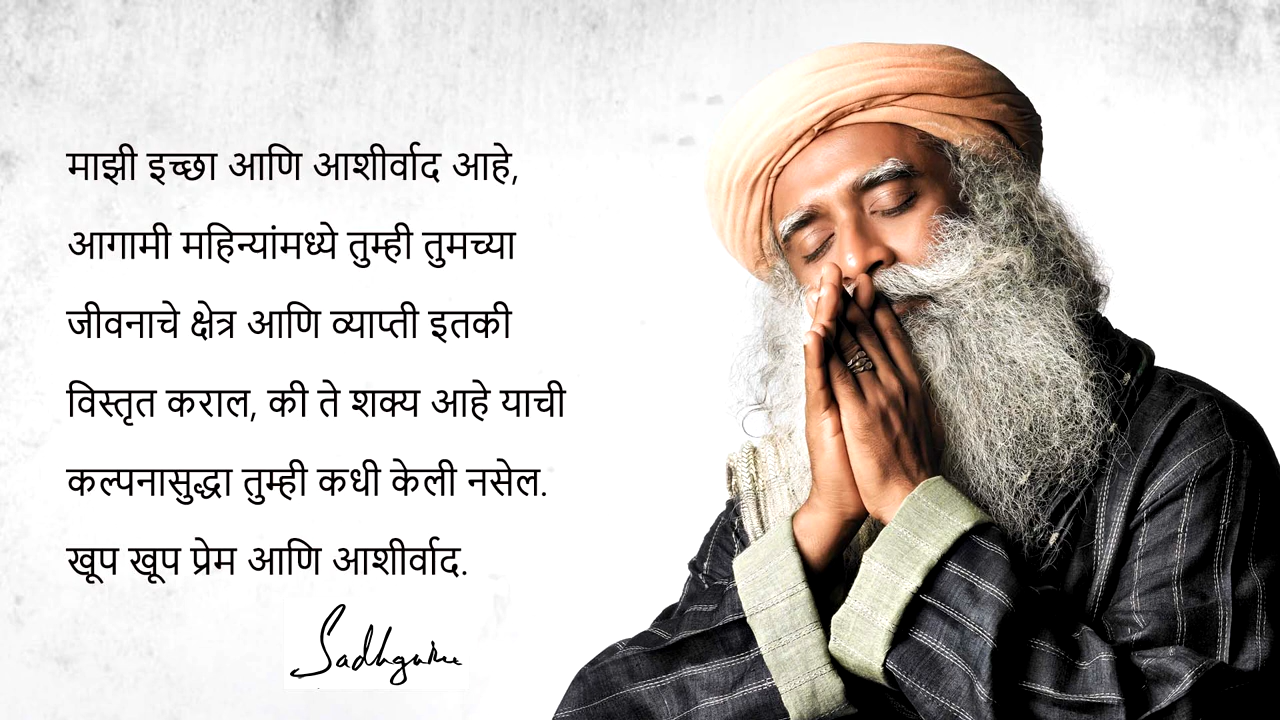 माझी इच्छा आणि आशीर्वाद आहे,
आगामी महिन्यांमध्ये तुम्ही तुमच्या
जीवनाचे क्षेत्र आणि व्याप्ती इतकी
विस्तृत कराल, की ते शक्य आहे याची
कल्पनासुद्धा तुम्ही कधी केली नसेल.
खूप खूप प्रेम आणि आशीर्वाद.
Sadhguru